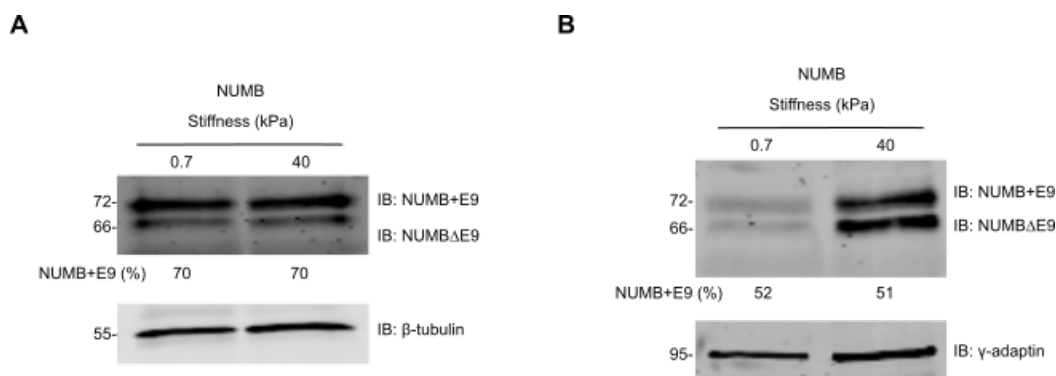 A
NUMB
Stiffness (kPa)
0.7 40
72- IB: NUMB+E9
66- IB: NUMBΔE9
NUMB+E9 (%) 70 70
55- IB: β-tubulin
B
NUMB
Stiffness (kPa)
0.7 40
72- IB: NUMB+E9
66- IB: NUMBΔE9
NUMB+E9 (%) 52 51
95- IB: γ-adaptin